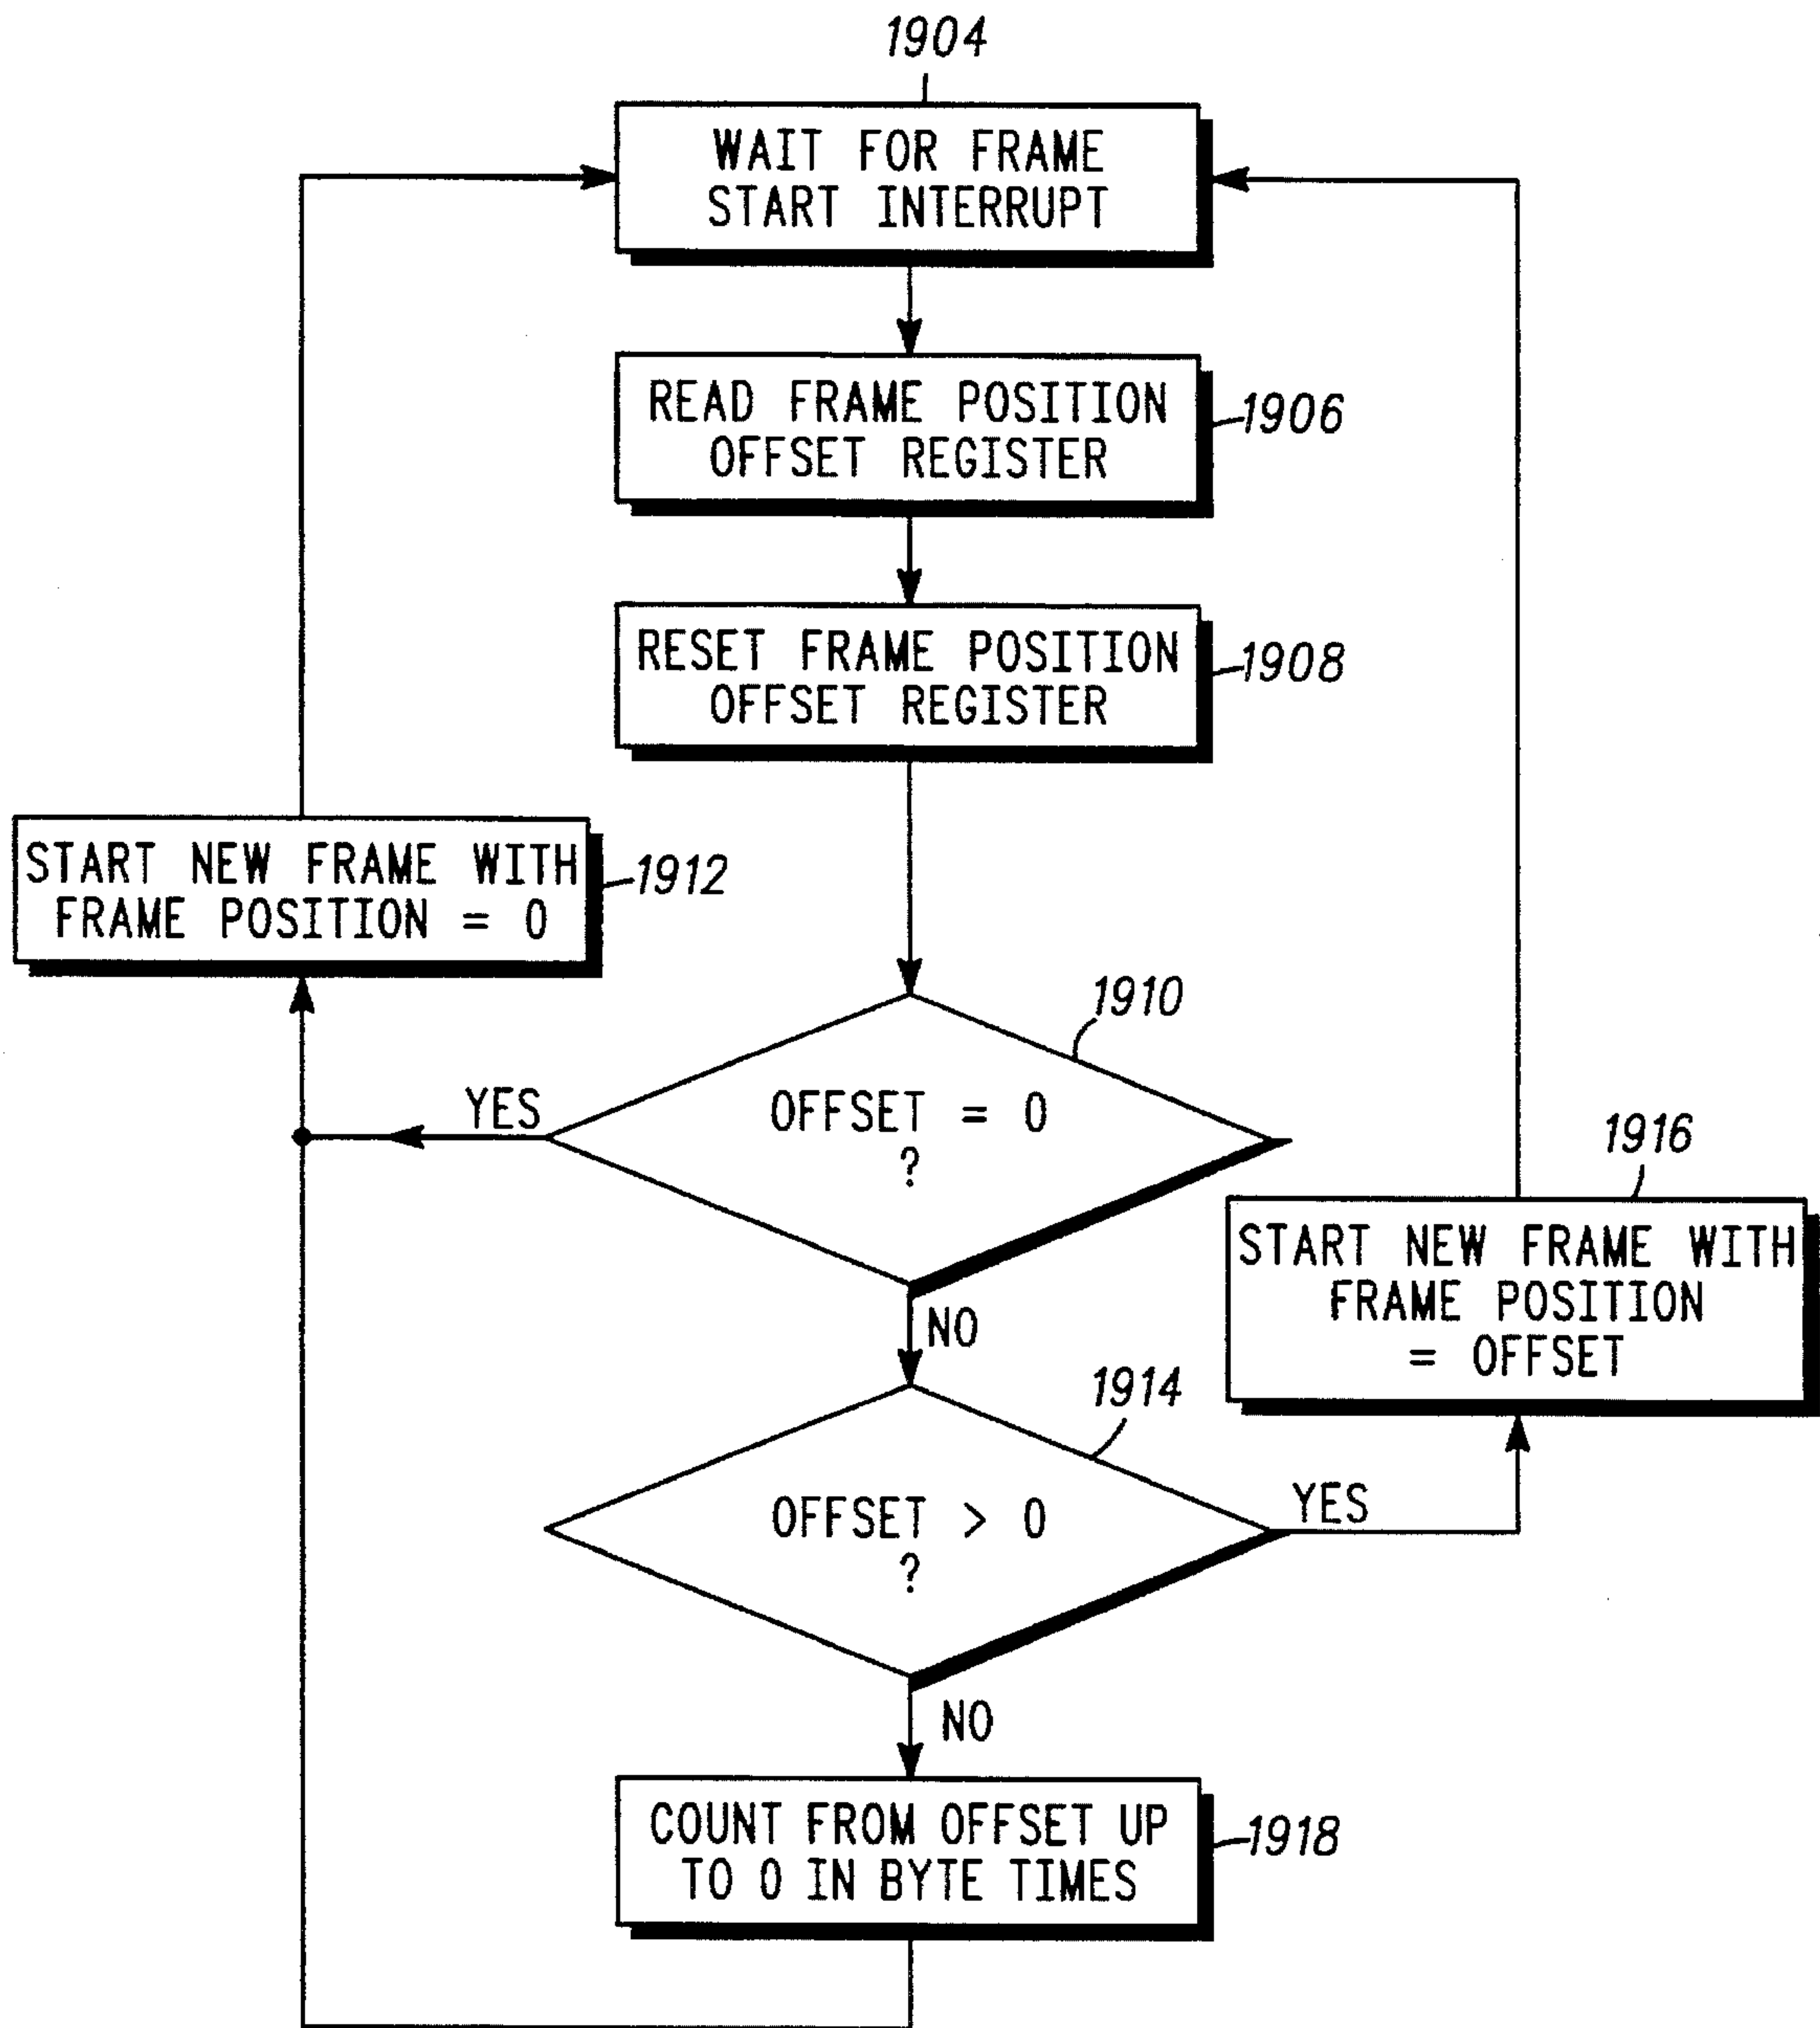 1904
WAIT FOR FRAME
START INTERRUPT
READ FRAME POSITION
OFFSET REGISTER
1906
RESET FRAME POSITION
OFFSET REGISTER
1908
START NEW FRAME WITH
FRAME POSITION = 0
1912
1910
OFFSET = 0
?
YES
NO
1916
START NEW FRAME WITH
FRAME POSITION
= OFFSET
1914
OFFSET > 0
?
YES
NO
COUNT FROM OFFSET UP
TO 0 IN BYTE TIMES
1918